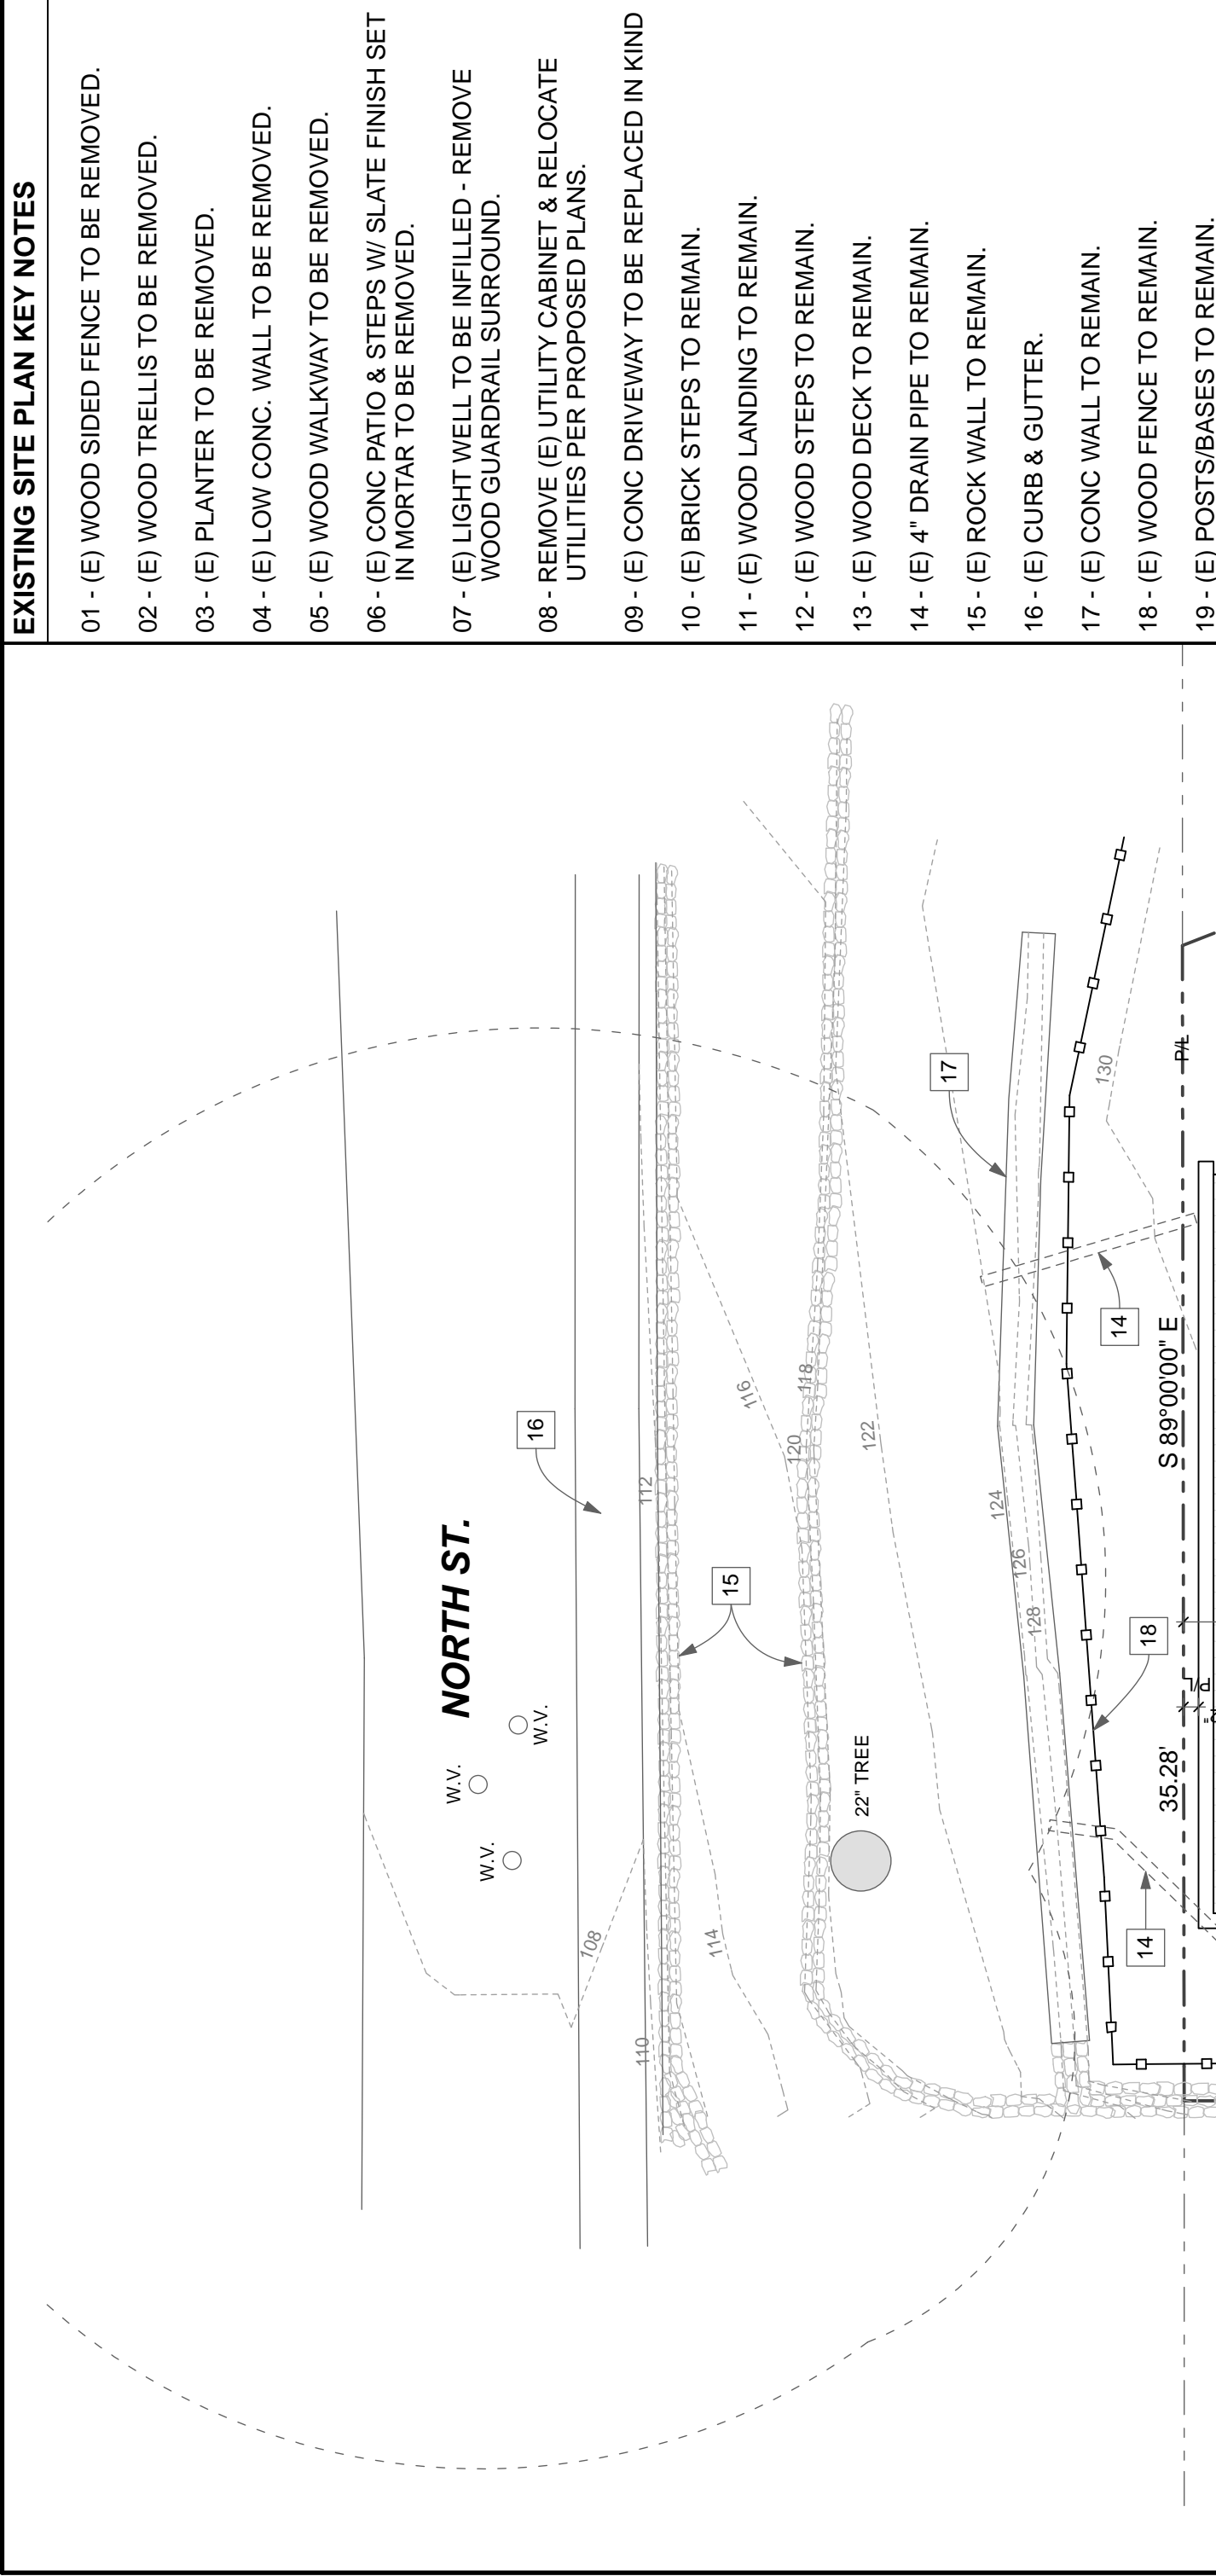 EXISTING SITE PLAN KEY NOTES
01 - (E) WOOD SIDED FENCE TO BE REMOVED.
02 - (E) WOOD TRELLIS TO BE REMOVED.
03 - (E) PLANTER TO BE REMOVED.
04 - (E) LOW CONC. WALL TO BE REMOVED.
05 - (E) WOOD WALKWAY TO BE REMOVED.
06 - (E) CONC PATIO & STEPS W/ SLATE FINISH SET
IN MORTAR TO BE REMOVED.
07 - (E) LIGHT WELL TO BE INFILLED - REMOVE
WOOD GUARDRAIL SURROUND.
08 - REMOVE (E) UTILITY CABINET & RELOCATE
UTILITIES PER PROPOSED PLANS.
09 - (E) CONC DRIVEWAY TO BE REPLACED IN KIND
10 - (E) BRICK STEPS TO REMAIN.
11 - (E) WOOD LANDING TO REMAIN.
12 - (E) WOOD STEPS TO REMAIN.
13 - (E) WOOD DECK TO REMAIN.
14 - (E) 4" DRAIN PIPE TO REMAIN.
15 - (E) ROCK WALL TO REMAIN.
16 - (E) CURB & GUTTER.
17 - (E) CONC WALL TO REMAIN.
18 - (E) WOOD FENCE TO REMAIN.
19 - (E) POSTS/BASES TO REMAIN.
NORTH ST.
W.V.
W.V.
W.V.
16
108
110
112
15
114
116
118
120
122
22" TREE
124
126
128
17
130
14
14
18
P/L
S 89°00'00" E
35.28'
P/L